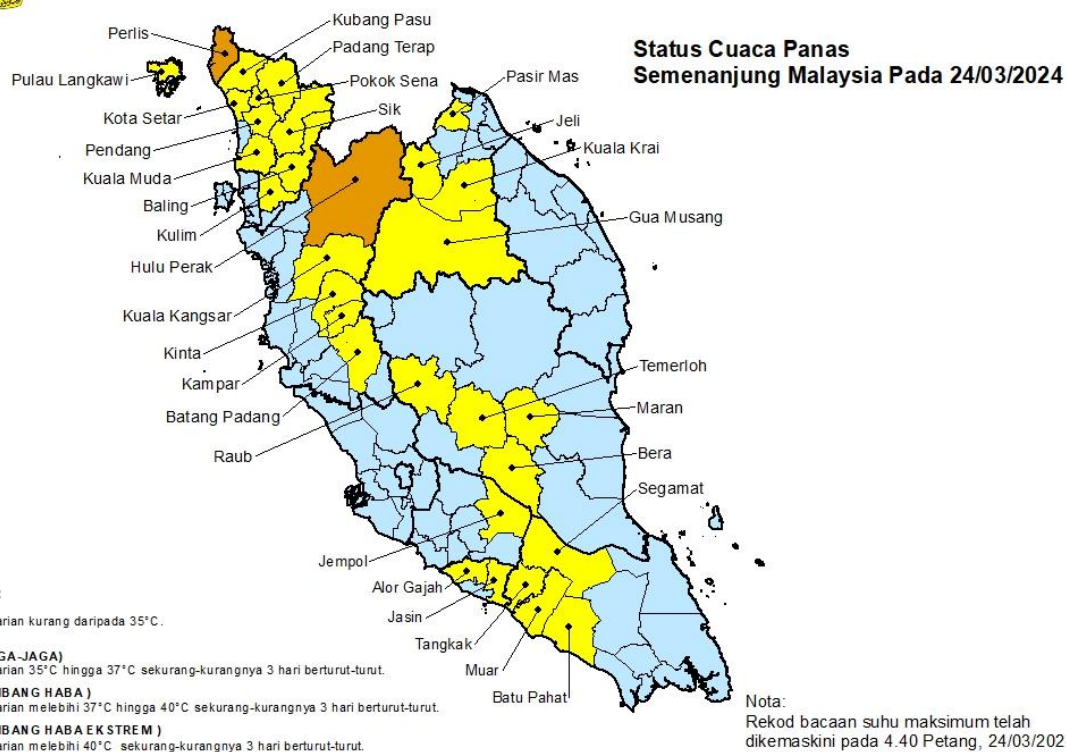 Status Cuaca Panas
Semenanjung Malaysia Pada 24/03/2024
Perlis
Kubang Pasu
Padang Terap
Pulau Langkawi
Pokok Sena
Pasir Mas
Kota Setar
Sik
Jeli
Pendang
Kuala Krai
Kuala Muda
Baling
Gua Musang
Kulim
Hulu Perak
Kuala Kangsar
Kinta
Temerloh
Kampar
Maran
Batang Padang
Raub
Bera
Segamat
Jempol
Alor Gajah
Jasin
Tangkak
Muar
Batu Pahat
arian kurang daripada 35°C.
GA-JAGA)
arian 35°C hingga 37°C sekurang-kurangnya 3 hari berturut-turut.
MBANG HABA )
arian melebihi 37°C hingga 40°C sekurang-kurangnya 3 hari berturut-turut.
MBANG HABA EKSTREM )
arian melebihi 40°C sekurang-kurangnya 3 hari berturut-turut.
Nota:
Rekod bacaan suhu maksimum telah
dikemaskini pada 4.40 Petang, 24/03/202